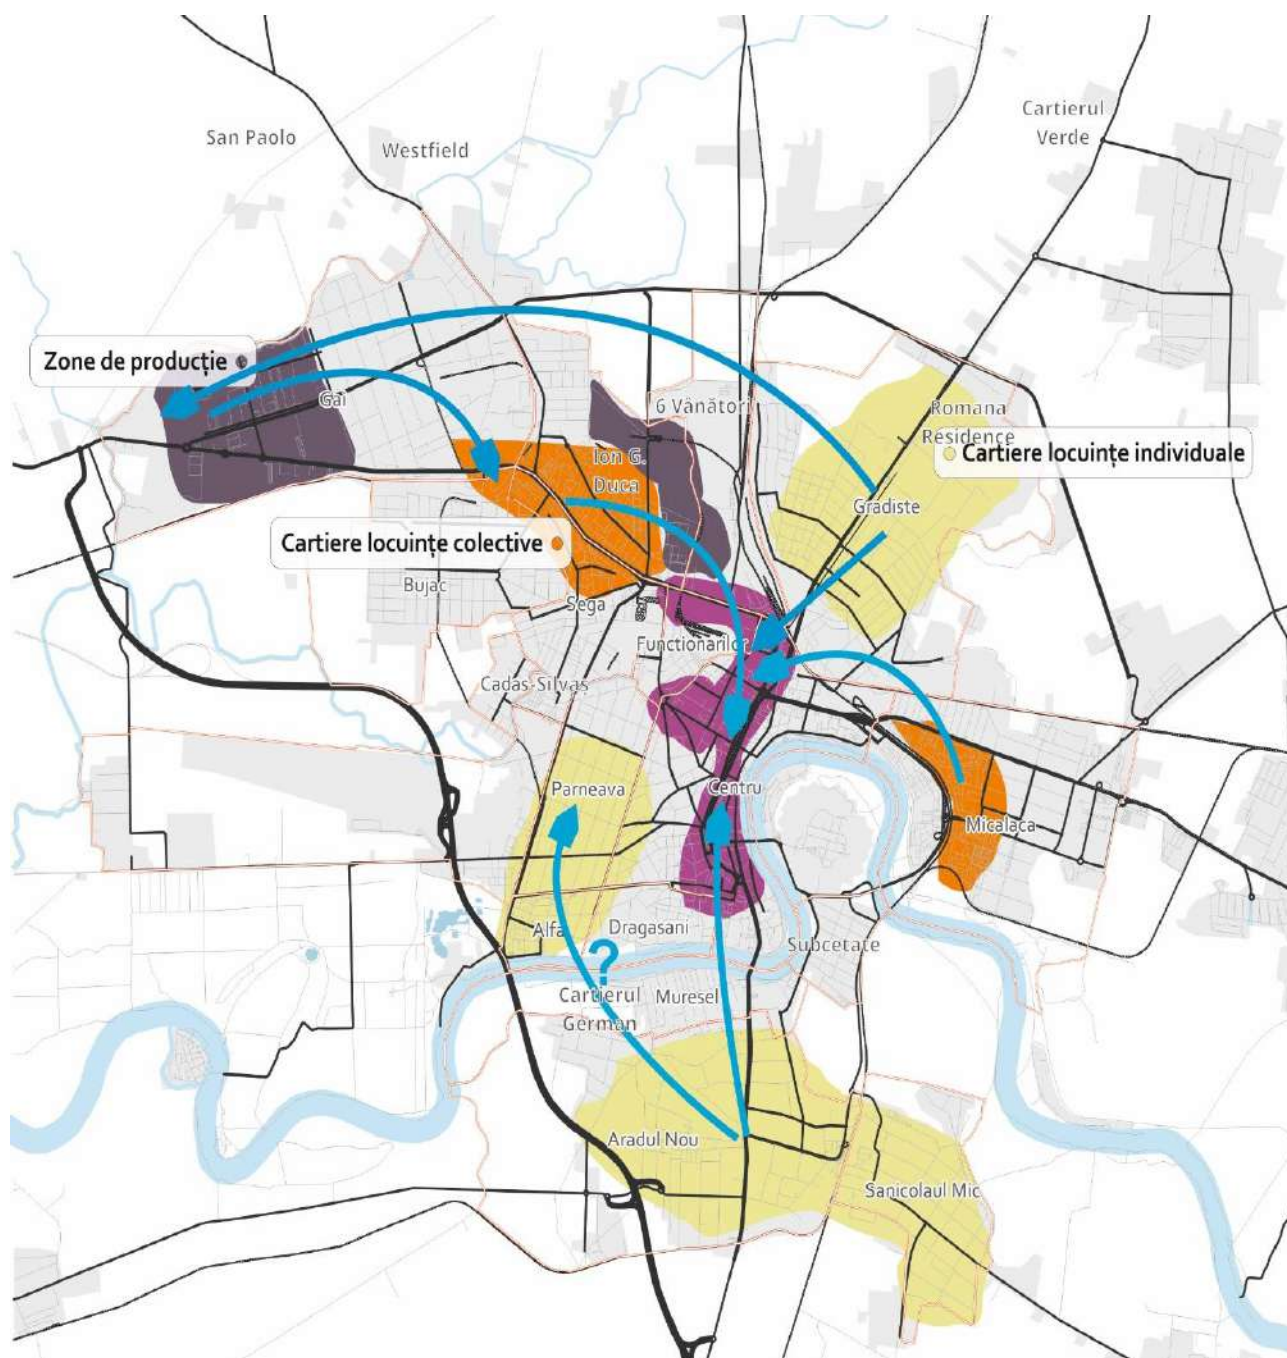 Cartierul
Verde
San Paolo
Westfield
Zone de producție
Gai
6 Vânători
Romana
Residence
Cartiere locuințe individuale
Ion G.
Duca
Gradiste
Cartiere locuințe colective
Bujac
Sega
Functionarilor
Cadas-Silvaș
Parneava
Centru
Micalaca
Alfa
Dragasani
Subcetate
?
Cartierul
German
Muresel
Aradul Nou
Sanicolaul Mic